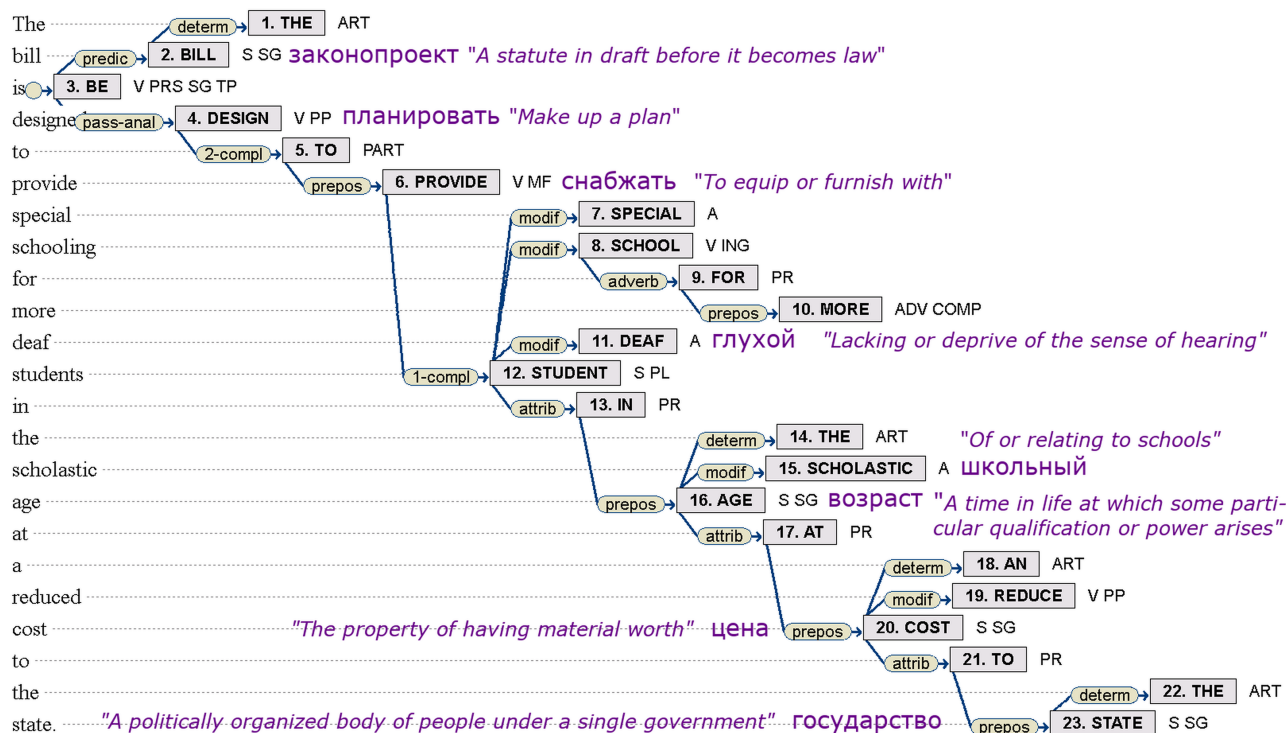 The determ 1. THE ART
bill predic 2. BILL S SG законопроект "A statute in draft before it becomes law"
is 3. BE V PRS SG TP
designed pass-anal 4. DESIGN V PP планировать "Make up a plan"
to 2-compl 5. TO PART
provide prepos 6. PROVIDE V MF снабжать "To equip or furnish with"
special modif 7. SPECIAL A
schooling modif 8. SCHOOL V ING
for adverb 9. FOR PR
more prepos 10. MORE ADV COMP
deaf modif 11. DEAF A глухой "Lacking or deprive of the sense of hearing"
students 1-compl 12. STUDENT S PL
in attrib 13. IN PR
the determ 14. THE ART "Of or relating to schools"
scholastic modif 15. SCHOLASTIC A школьный
age prepos 16. AGE S SG возраст "A time in life at which some parti-
at attrib 17. AT PR cular qualification or power arises"
a determ 18. AN ART
reduced modif 19. REDUCE V PP
cost "The property of having material worth" цена prepos 20. COST S SG
to attrib 21. TO PR
the determ 22. THE ART
state. "A politically organized body of people under a single government" государство prepos 23. STATE S SG